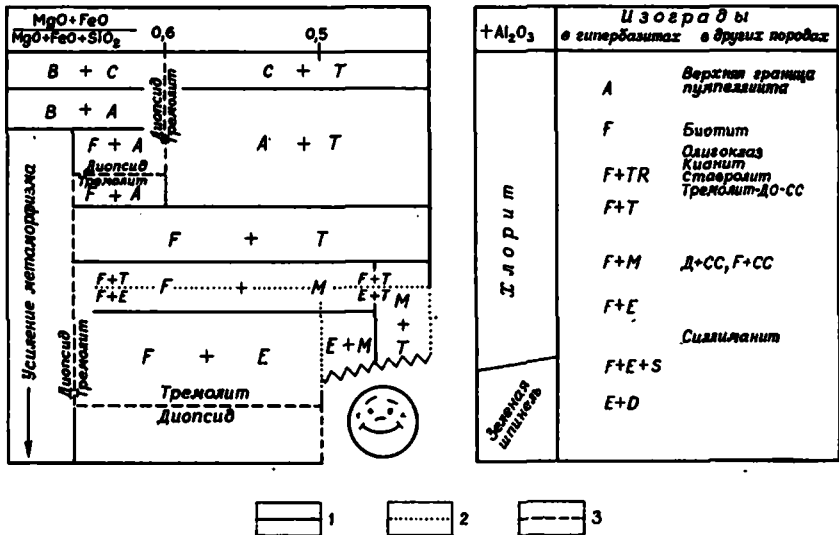 MgO+FeO
MgO+FeO+SiO₂
0,6
0,5
B + C
C + T
B + A
Диопсид
Тремолит
F + A
A + T
Диопсид
Тремолит
F + A
F + T
F+T
F+E
F + M
F+T
E+T
M
+
T
F + E
E+M
Диопсид
Тремолит
Тремолит
Диопсид
Усиление метаморфизма
+Al₂O₃
Изограды
в гипербазитах в других породах
Хлорит
Зеленая
шпинель
A
Верхняя граница
пумпеллиита
F
Биотит
Олигоклаз
Кианит
F+TR
Ставролит
Тремолит-ДО-СС
F+T
F+M
Д+СС, F+СС
F+E
Силлиманит
F+E+S
E+D
1
2
3